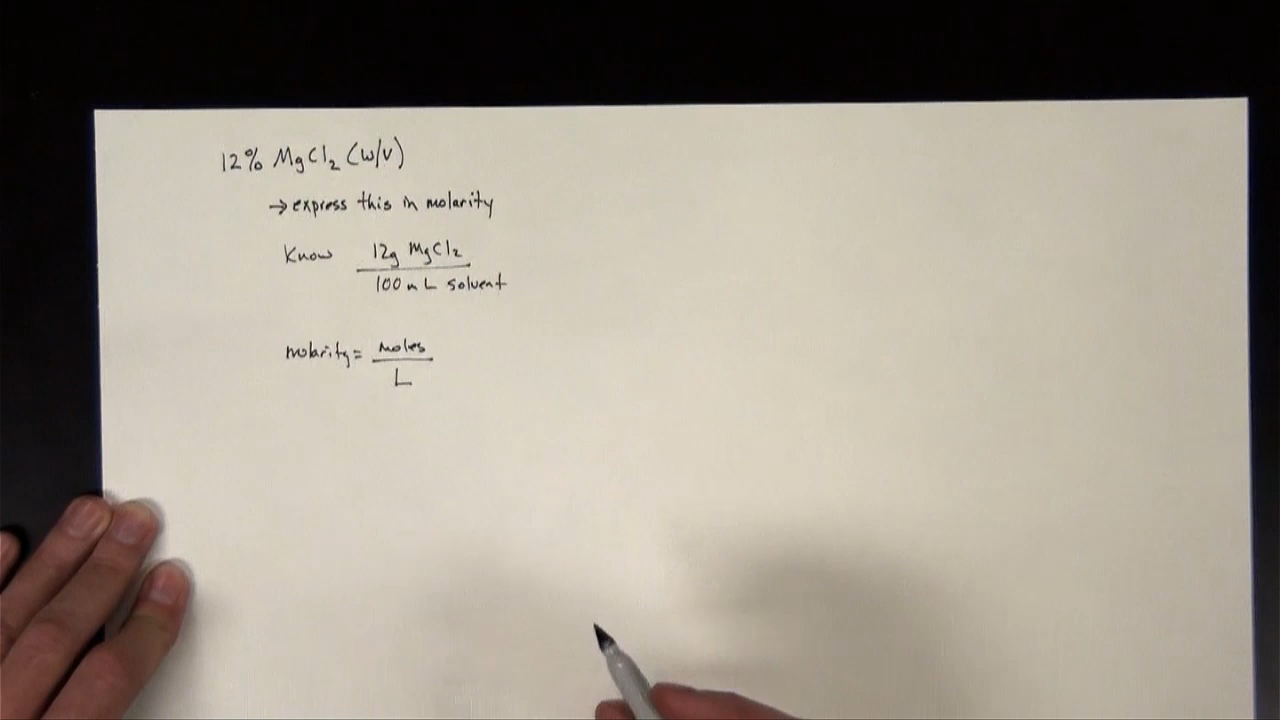 12% MgCl₂ (w/v)
→ express this in molarity
Know 12g MgCl₂
100 mL solvent
molarity = moles
L